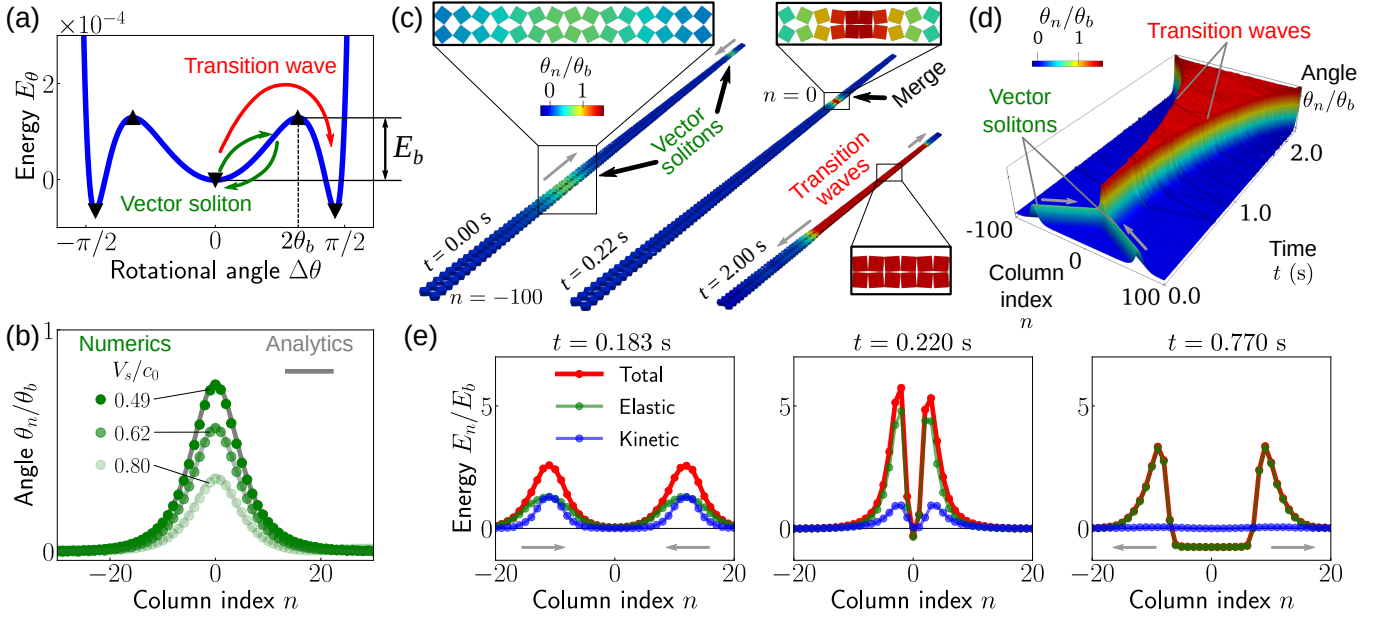 (a)
×10⁻⁴
Energy E_θ
2
0
Transition wave
Vector soliton
E_b
−π/2
0
2θ_b
π/2
Rotational angle Δθ
(b)
Numerics
Analytics
V_s/c_0
0.49
0.62
0.80
Angle θ_n/θ_b
1
0
−20
0
20
Column index n
(c)
θ_n/θ_b
0 1
Vector
solitons
t = 0.00 s
n = −100
n = 0
Merge
t = 0.22 s
Transition
waves
t = 2.00 s
(d)
θ_n/θ_b
0 1
Transition waves
Vector
solitons
Angle
θ_n/θ_b
2.0
1.0
0.0
Time
t (s)
-100
0
100
Column
index
n
(e)
t = 0.183 s
t = 0.220 s
t = 0.770 s
Total
Elastic
Kinetic
Energy E_n/E_b
5
0
−20 0 20
Column index n
5
0
−20 0 20
Column index n
5
0
−20 0 20
Column index n